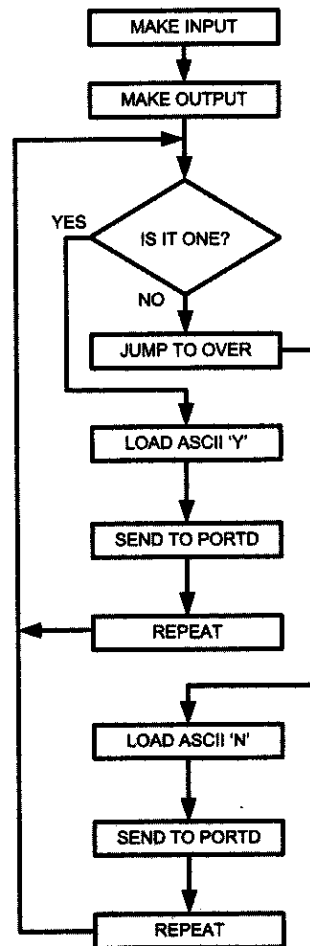 MAKE INPUT
MAKE OUTPUT
YES
IS IT ONE?
NO
JUMP TO OVER
LOAD ASCII 'Y'
SEND TO PORTD
REPEAT
LOAD ASCII 'N'
SEND TO PORTD
REPEAT